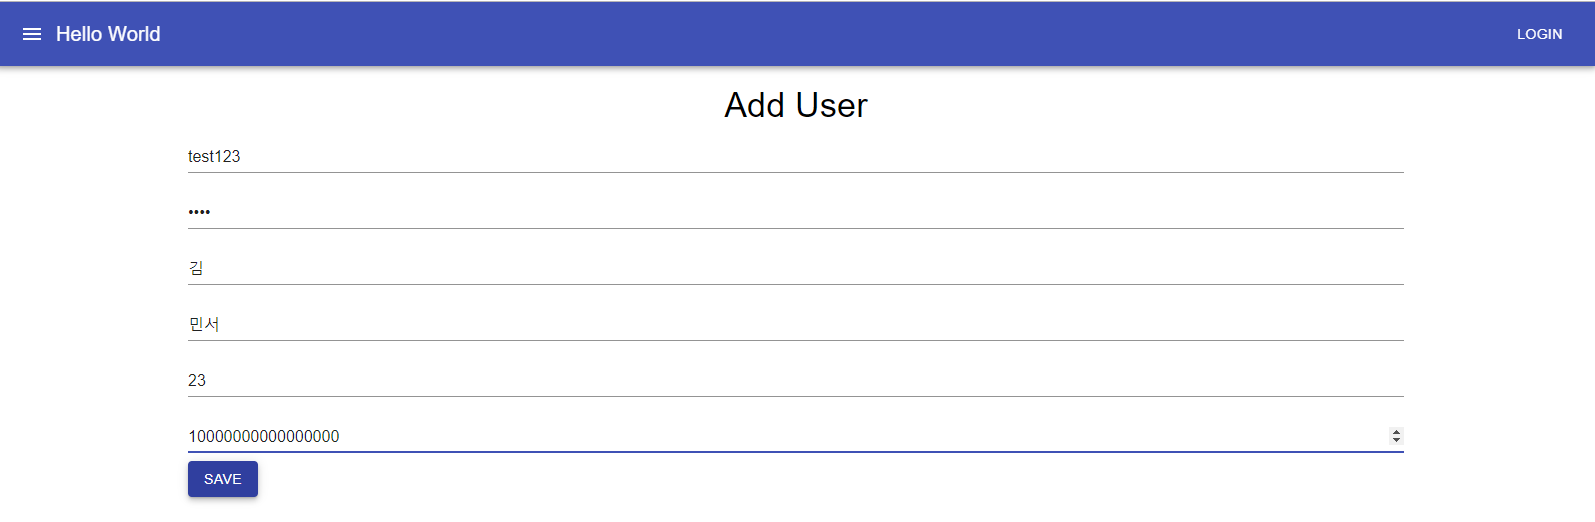 Hello World LOGIN
Add User
test123
••••
김
민서
23
10000000000000000
SAVE